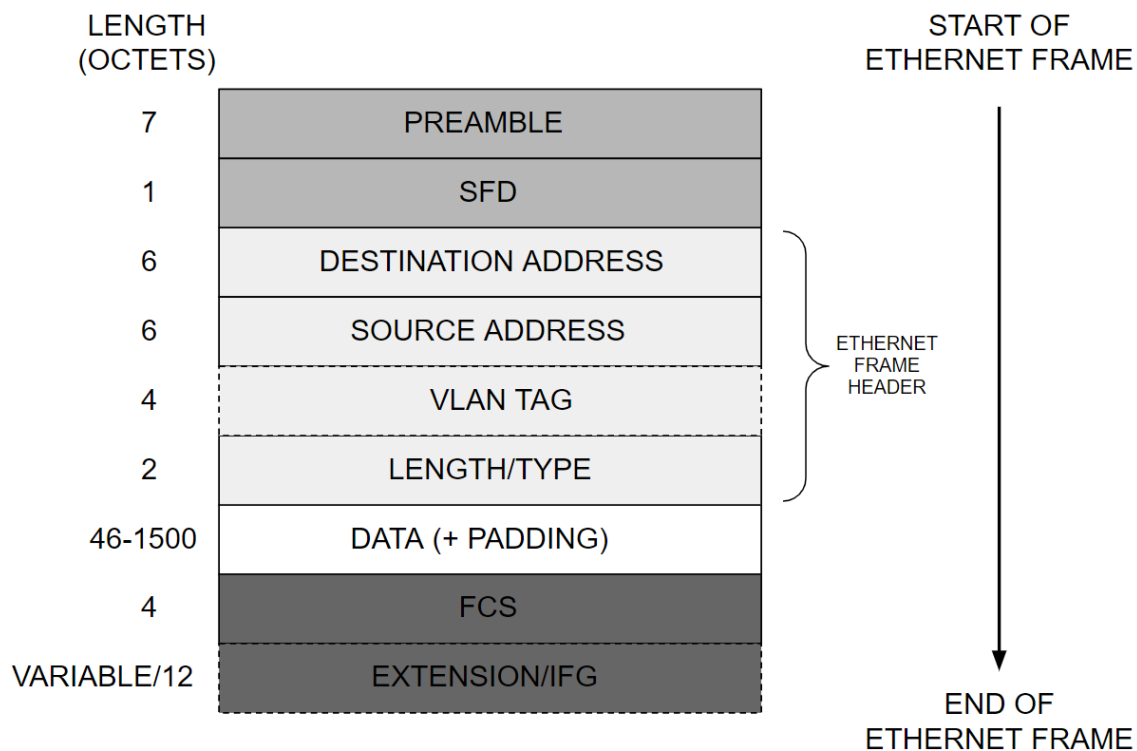 LENGTH
(OCTETS)
START OF
ETHERNET FRAME
7
PREAMBLE
1
SFD
6
DESTINATION ADDRESS
6
SOURCE ADDRESS
ETHERNET
FRAME
HEADER
4
VLAN TAG
2
LENGTH/TYPE
46-1500
DATA (+ PADDING)
4
FCS
VARIABLE/12
EXTENSION/IFG
END OF
ETHERNET FRAME